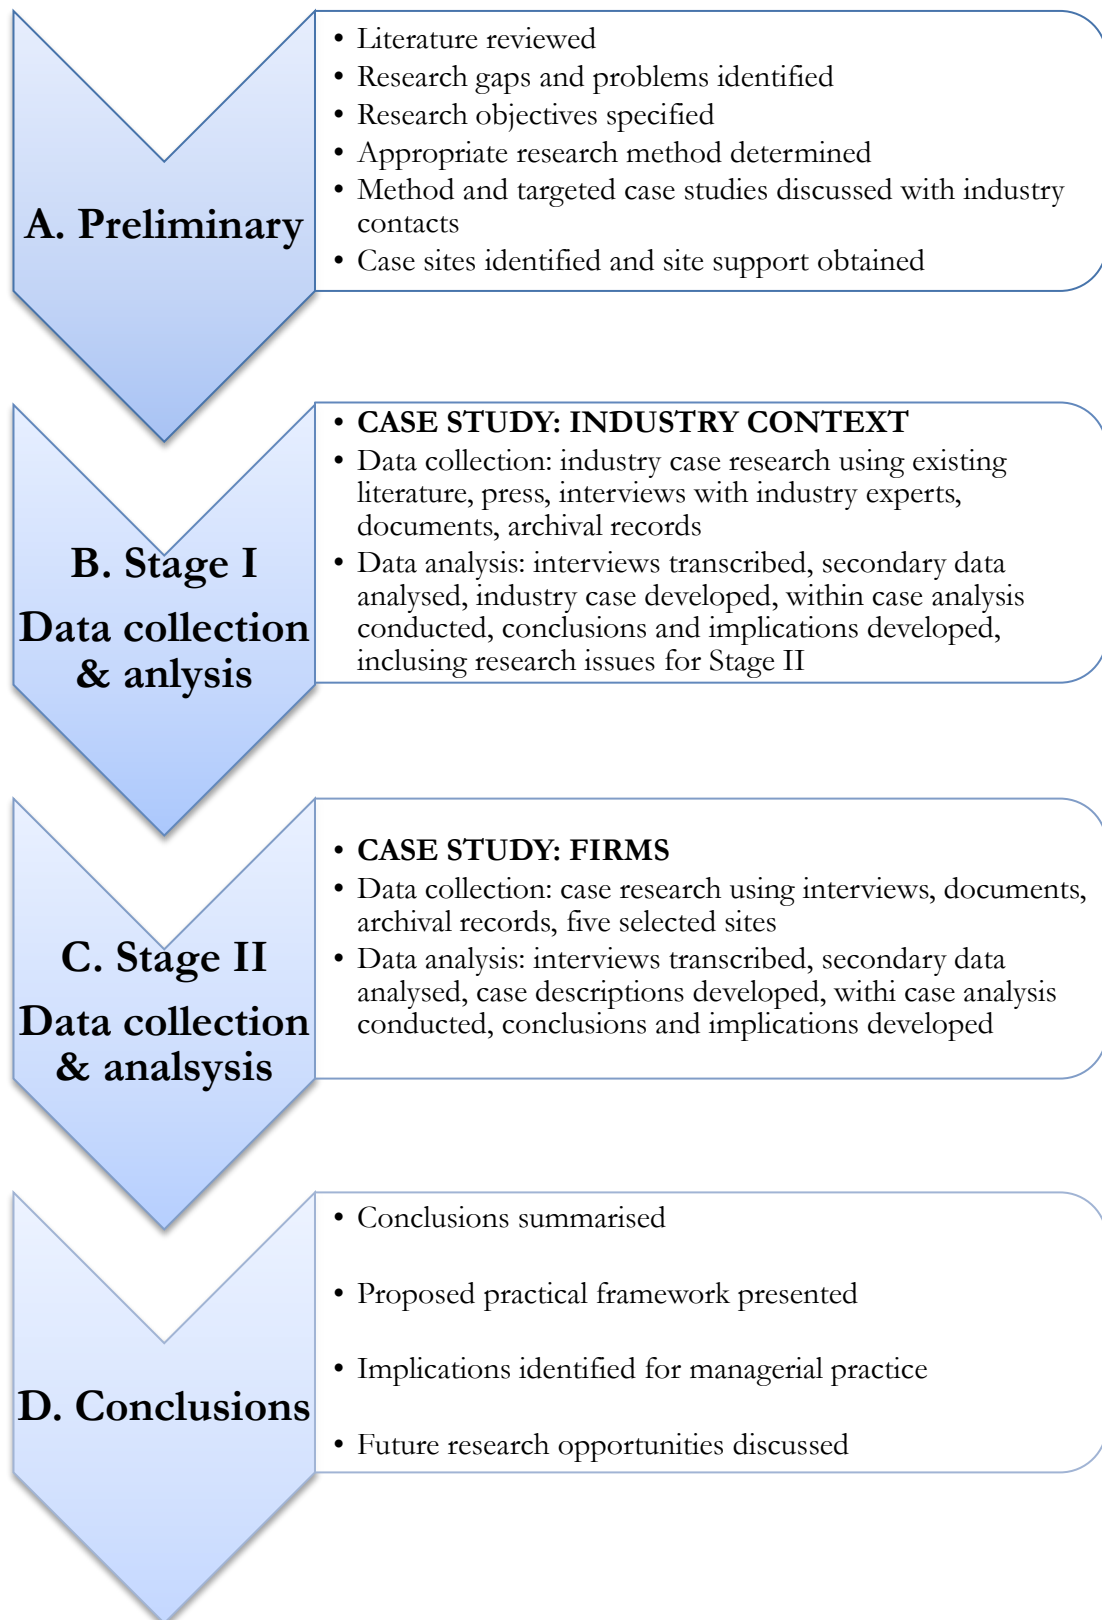 A. Preliminary
• Literature reviewed
• Research gaps and problems identified
• Research objectives specified
• Appropriate research method determined
• Method and targeted case studies discussed with industry
contacts
• Case sites identified and site support obtained
B. Stage I
Data collection
& anlysis
• CASE STUDY: INDUSTRY CONTEXT
• Data collection: industry case research using existing
literature, press, interviews with industry experts,
documents, archival records
• Data analysis: interviews transcribed, secondary data
analysed, industry case developed, within case analysis
conducted, conclusions and implications developed,
inclusing research issues for Stage II
C. Stage II
Data collection
& analsysis
• CASE STUDY: FIRMS
• Data collection: case research using interviews, documents,
archival records, five selected sites
• Data analysis: interviews transcribed, secondary data
analysed, case descriptions developed, withi case analysis
conducted, conclusions and implications developed
D. Conclusions
• Conclusions summarised
• Proposed practical framework presented
• Implications identified for managerial practice
• Future research opportunities discussed